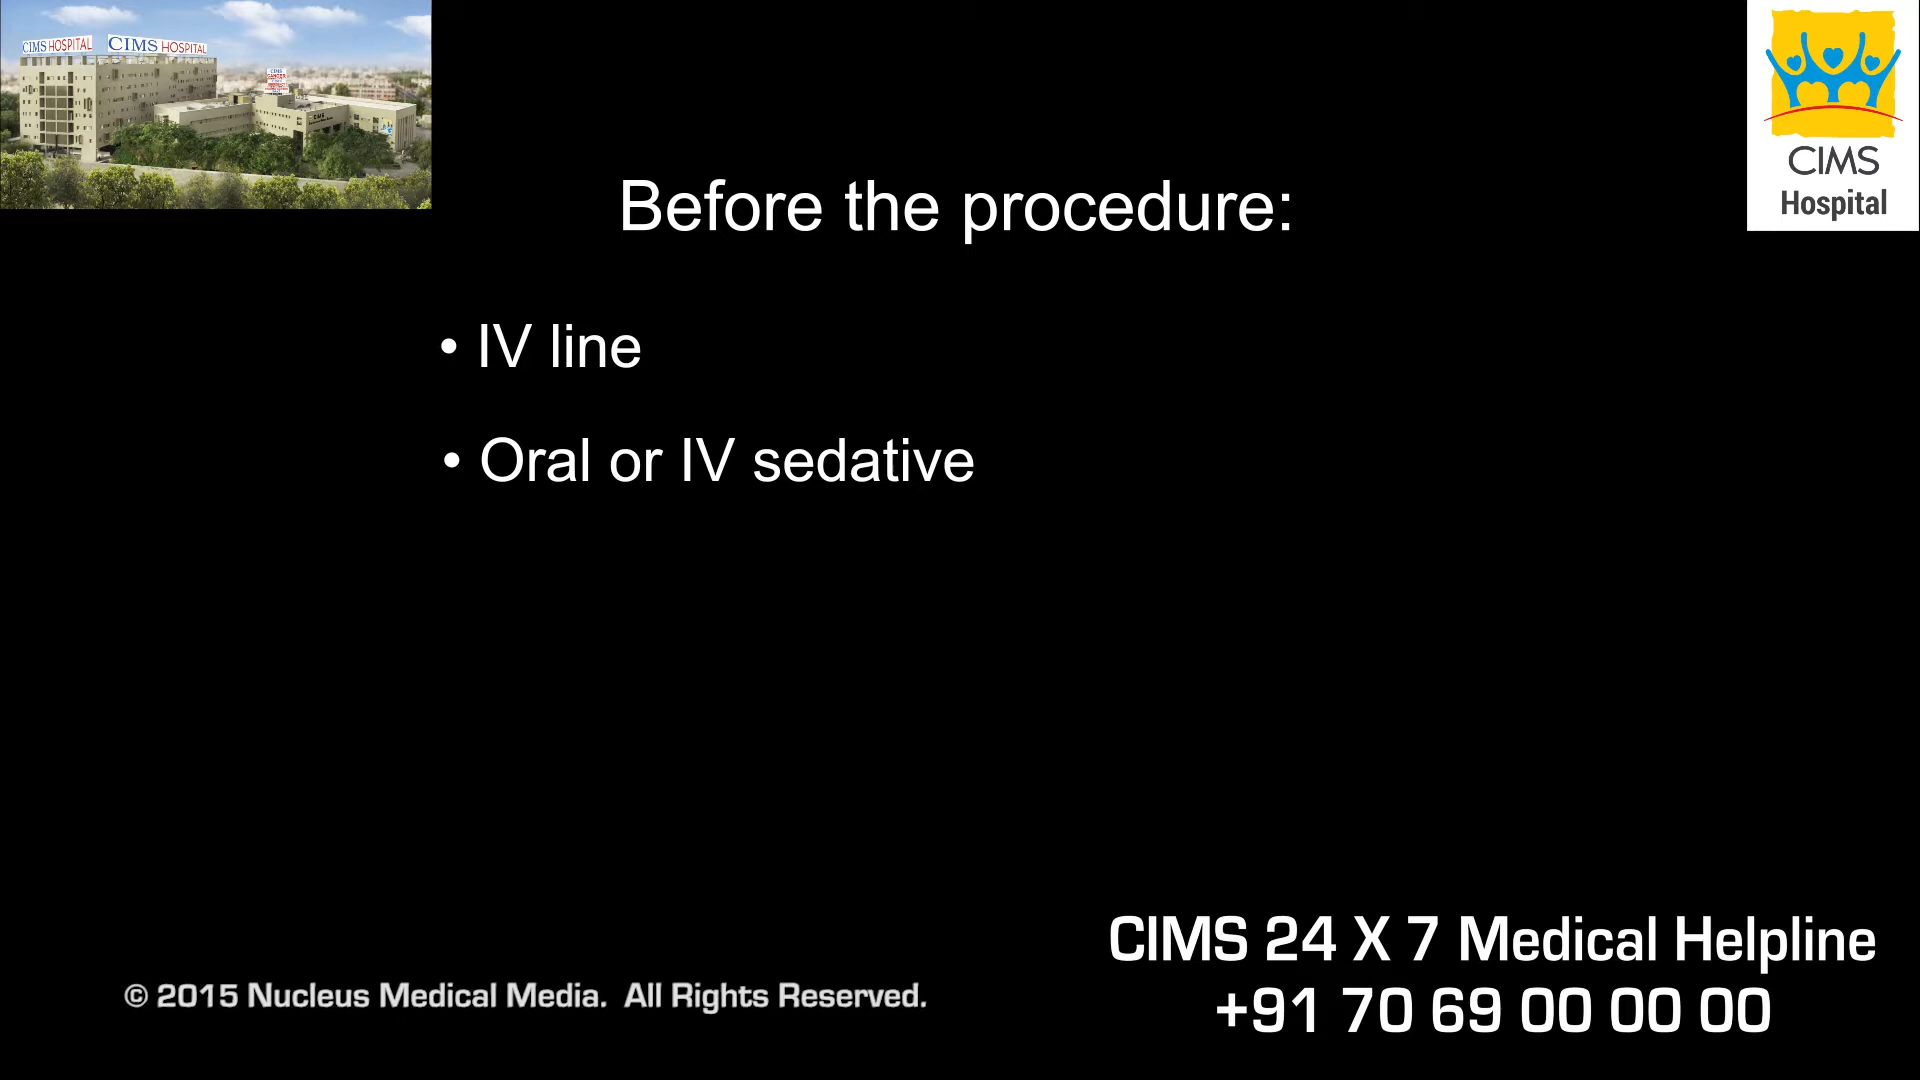 CIMS HOSPITAL CIMS HOSPITAL
CIMS
Hospital
Before the procedure:
• IV line
• Oral or IV sedative
CIMS 24 X 7 Medical Helpline
+91 70 69 00 00 00
© 2015 Nucleus Medical Media.  All Rights Reserved.